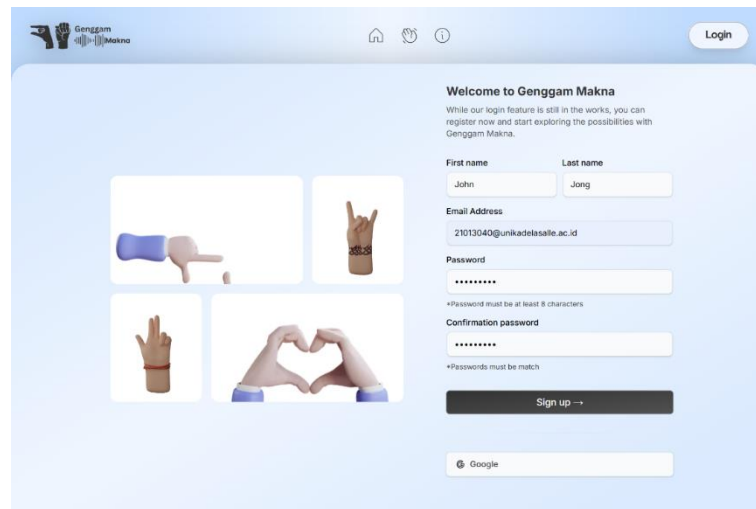 Genggam
Makna
Login
Welcome to Genggam Makna
While our login feature is still in the works, you can
register now and start exploring the possibilities with
Genggam Makna.
First name
Last name
John
Jong
Email Address
21013040@unikadelasalle.ac.id
Password
•••••••••
*Password must be at least 8 characters
Confirmation password
•••••••••
*Passwords must be match
Sign up →
G Google